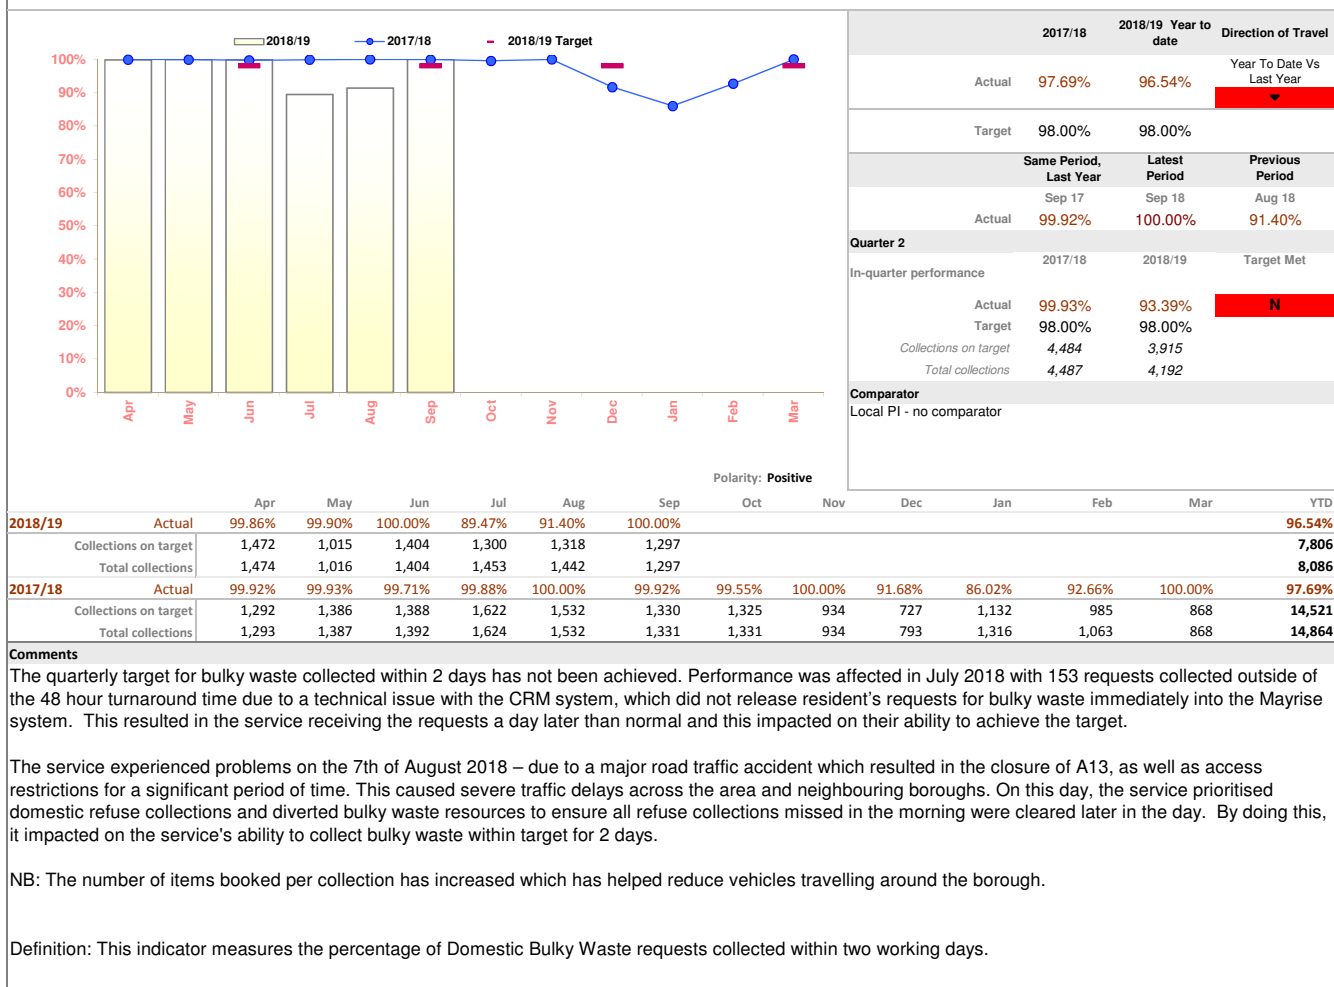 2018/19 2017/18 2018/19 Target
100%
90%
80%
70%
60%
50%
40%
30%
20%
10%
0%
Apr May Jun Jul Aug Sep Oct Nov Dec Jan Feb Mar
Polarity: Positive
2017/18 2018/19 Year to date Direction of Travel
Actual 97.69% 96.54% Year To Date Vs Last Year
Target 98.00% 98.00%
Same Period, Last Year Latest Period Previous Period
Sep 17 Sep 18 Aug 18
Actual 99.92% 100.00% 91.40%
Quarter 2
In-quarter performance 2017/18 2018/19 Target Met
Actual 99.93% 93.39% N
Target 98.00% 98.00%
Collections on target 4,484 3,915
Total collections 4,487 4,192
Comparator
Local PI - no comparator
Apr May Jun Jul Aug Sep Oct Nov Dec Jan Feb Mar YTD
2018/19 Actual 99.86% 99.90% 100.00% 89.47% 91.40% 100.00% 96.54%
Collections on target 1,472 1,015 1,404 1,300 1,318 1,297 7,806
Total collections 1,474 1,016 1,404 1,453 1,442 1,297 8,086
2017/18 Actual 99.92% 99.93% 99.71% 99.88% 100.00% 99.92% 99.55% 100.00% 91.68% 86.02% 92.66% 100.00% 97.69%
Collections on target 1,292 1,386 1,388 1,622 1,532 1,330 1,325 934 727 1,132 985 868 14,521
Total collections 1,293 1,387 1,392 1,624 1,532 1,331 1,331 934 793 1,316 1,063 868 14,864
Comments
The quarterly target for bulky waste collected within 2 days has not been achieved. Performance was affected in July 2018 with 153 requests collected outside of
the 48 hour turnaround time due to a technical issue with the CRM system, which did not release resident's requests for bulky waste immediately into the Mayrise
system. This resulted in the service receiving the requests a day later than normal and this impacted on their ability to achieve the target.
The service experienced problems on the 7th of August 2018 – due to a major road traffic accident which resulted in the closure of A13, as well as access
restrictions for a significant period of time. This caused severe traffic delays across the area and neighbouring boroughs. On this day, the service prioritised
domestic refuse collections and diverted bulky waste resources to ensure all refuse collections missed in the morning were cleared later in the day. By doing this,
it impacted on the service's ability to collect bulky waste within target for 2 days.
NB: The number of items booked per collection has increased which has helped reduce vehicles travelling around the borough.
Definition: This indicator measures the percentage of Domestic Bulky Waste requests collected within two working days.